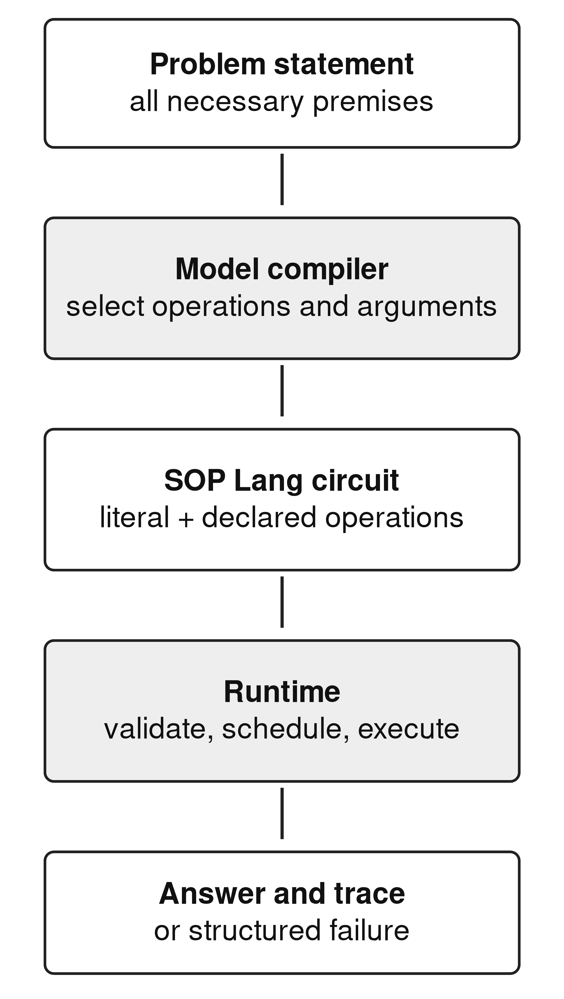 Problem statement
all necessary premises
Model compiler
select operations and arguments
SOP Lang circuit
literal + declared operations
Runtime
validate, schedule, execute
Answer and trace
or structured failure